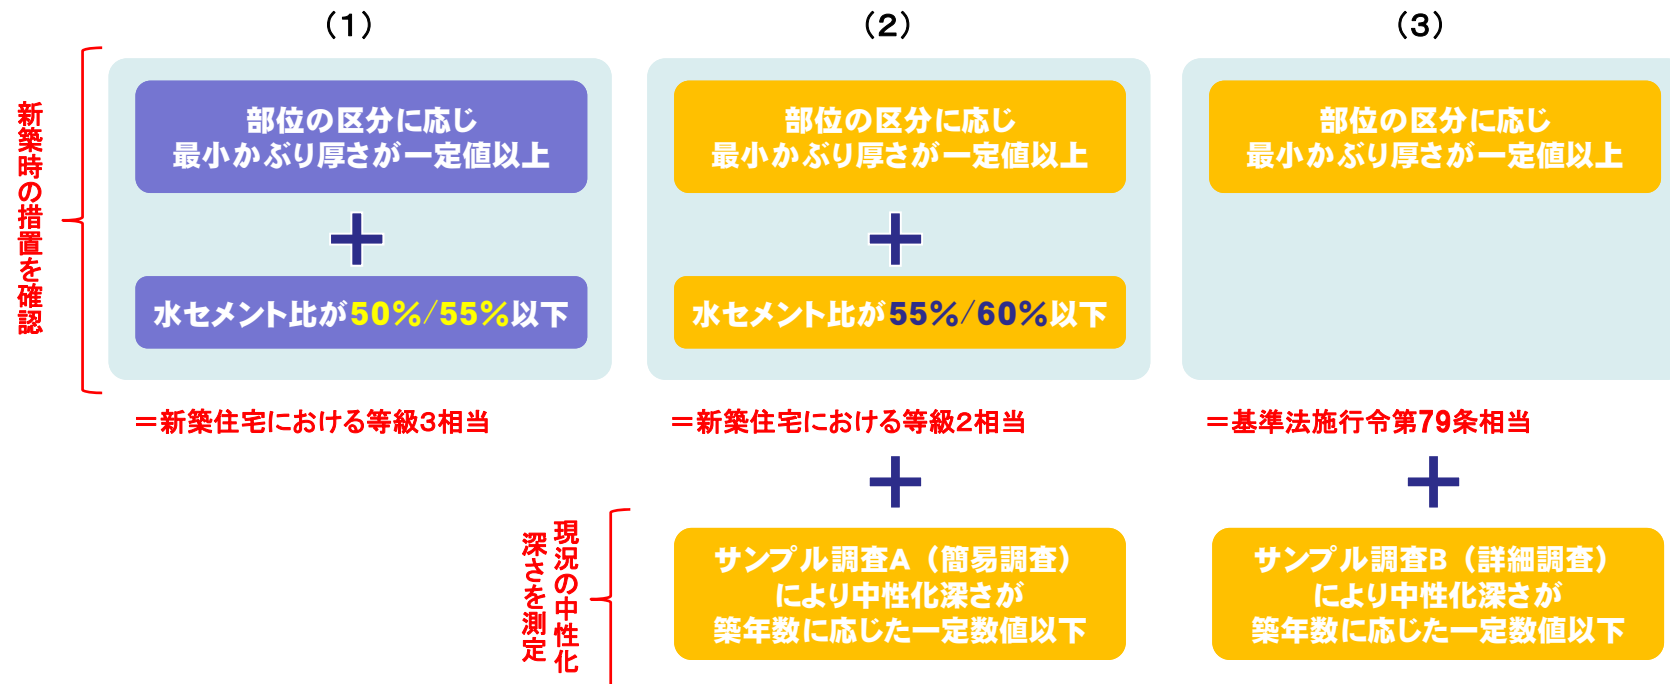 (1)
(2)
(3)
新築時の措置を確認
部位の区分に応じ
最小かぶり厚さが一定値以上
+
水セメント比が50%/55%以下
=新築住宅における等級3相当
部位の区分に応じ
最小かぶり厚さが一定値以上
+
水セメント比が55%/60%以下
=新築住宅における等級2相当
部位の区分に応じ
最小かぶり厚さが一定値以上
=基準法施行令第79条相当
+
+
現況の中性化
深さを測定
サンプル調査A(簡易調査)
により中性化深さが
築年数に応じた一定数値以下
サンプル調査B(詳細調査)
により中性化深さが
築年数に応じた一定数値以下